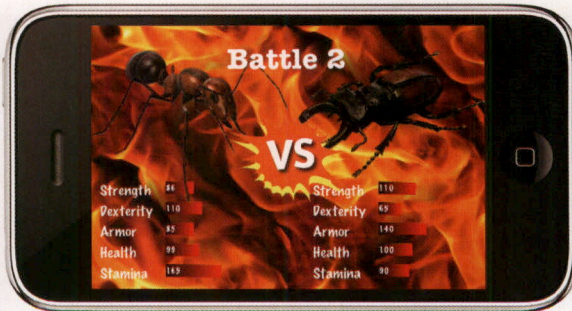 Battle 2
VS
Strength 86
Dexterity 110
Armor 85
Health 99
Stamina 165
Strength 110
Dexterity 65
Armor 140
Health 100
Stamina 90